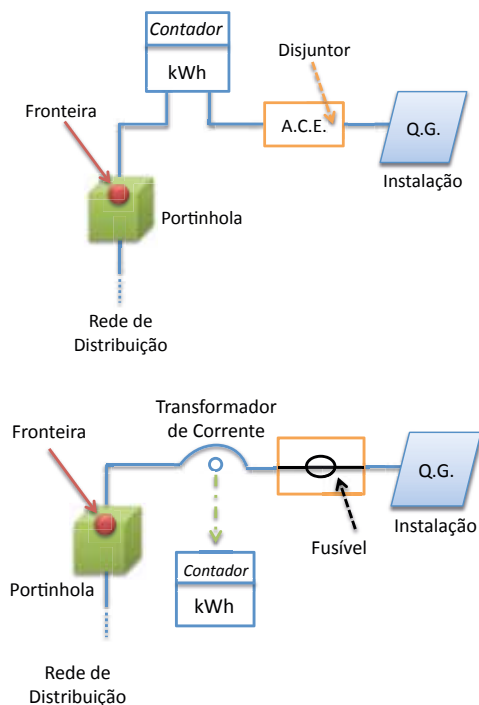 Contador
kWh
Disjuntor
Fronteira
A.C.E.
Q.G.
Instalação
Portinhola
Rede de
Distribuição
Transformador
de Corrente
Fronteira
Q.G.
Instalação
Fusível
Contador
kWh
Portinhola
Rede de
Distribuição